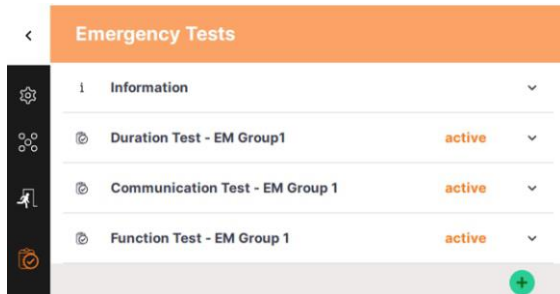 Emergency Tests
Information
Duration Test - EM Group1 active
Communication Test - EM Group 1 active
Function Test - EM Group 1 active